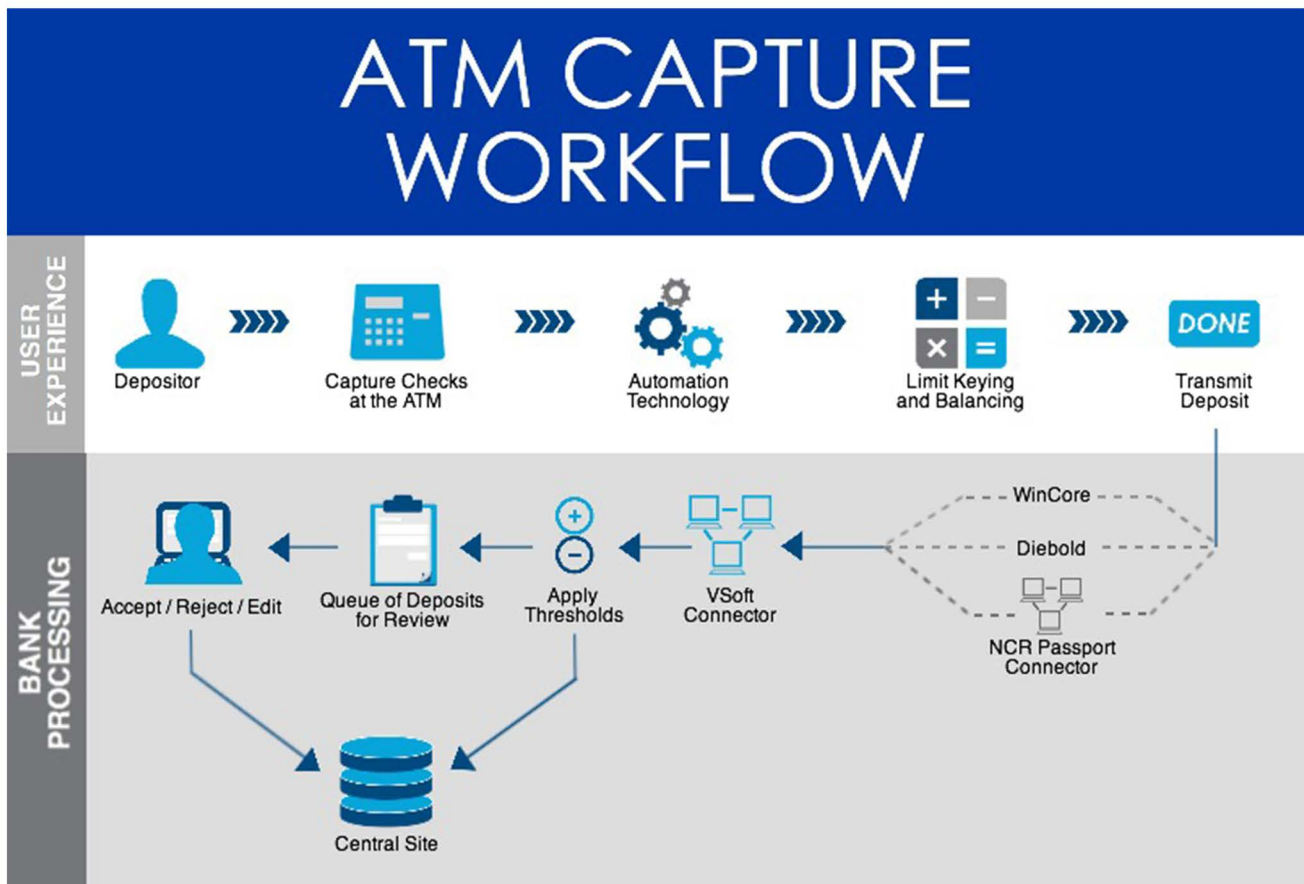 ATM CAPTURE
WORKFLOW
USER
EXPERIENCE
Depositor
Capture Checks
at the ATM
Automation
Technology
+
−
×
=
Limit Keying
and Balancing
DONE
Transmit
Deposit
BANK
PROCESSING
Accept / Reject / Edit
Queue of Deposits
for Review
+
−
Apply
Thresholds
VSoft
Connector
WinCore
Diebold
NCR Passport
Connector
Central Site